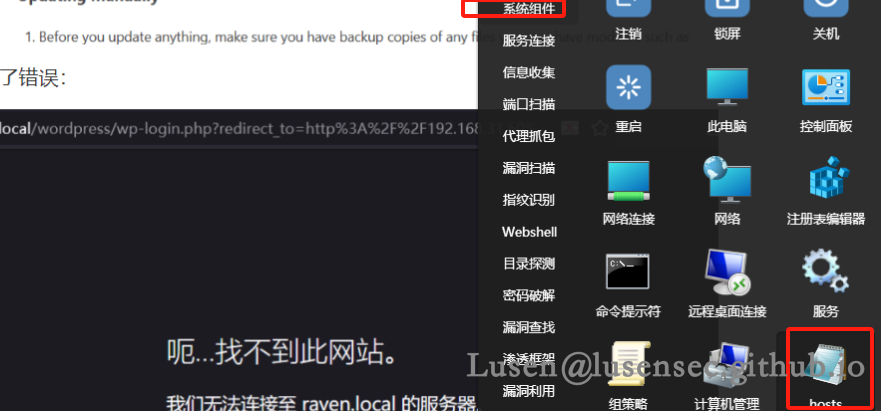 Updating Manually
1. Before you update anything, make sure you have backup copies of any
了错误：
local/wordpress/wp-login.php?redirect_to=http%3A%2F%2F192.168
呃...找不到此网站。
我们无法连接至 raven.local 的服务器
系统组件
服务连接
信息收集
端口扫描
代理抓包
漏洞扫描
指纹识别
Webshell
目录探测
密码破解
漏洞查找
渗透框架
漏洞利用
注销
锁屏
关机
重启
此电脑
控制面板
网络连接
网络
注册表编辑器
命令提示符
远程桌面连接
服务
组策略
计算机管理
hosts
Lusen@lusensec.github.io